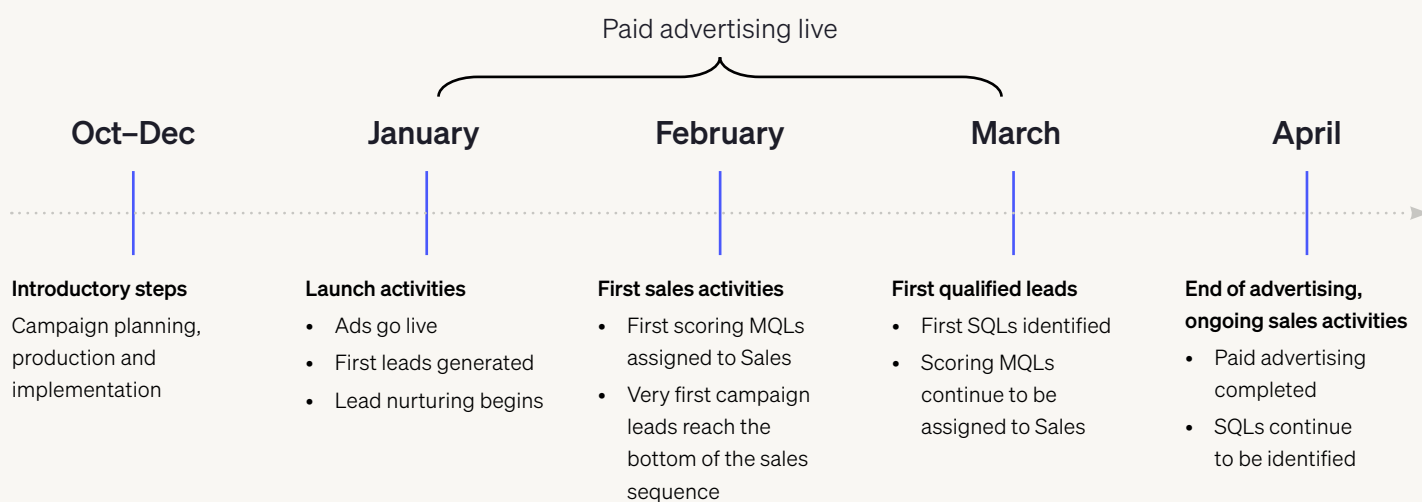 Paid advertising live
Oct–Dec
January
February
March
April
Introductory steps
Campaign planning,
production and
implementation
Launch activities
• Ads go live
• First leads generated
• Lead nurturing begins
First sales activities
• First scoring MQLs
assigned to Sales
• Very first campaign
leads reach the
bottom of the sales
sequence
First qualified leads
• First SQLs identified
• Scoring MQLs
continue to be
assigned to Sales
End of advertising,
ongoing sales activities
• Paid advertising
completed
• SQLs continue
to be identified